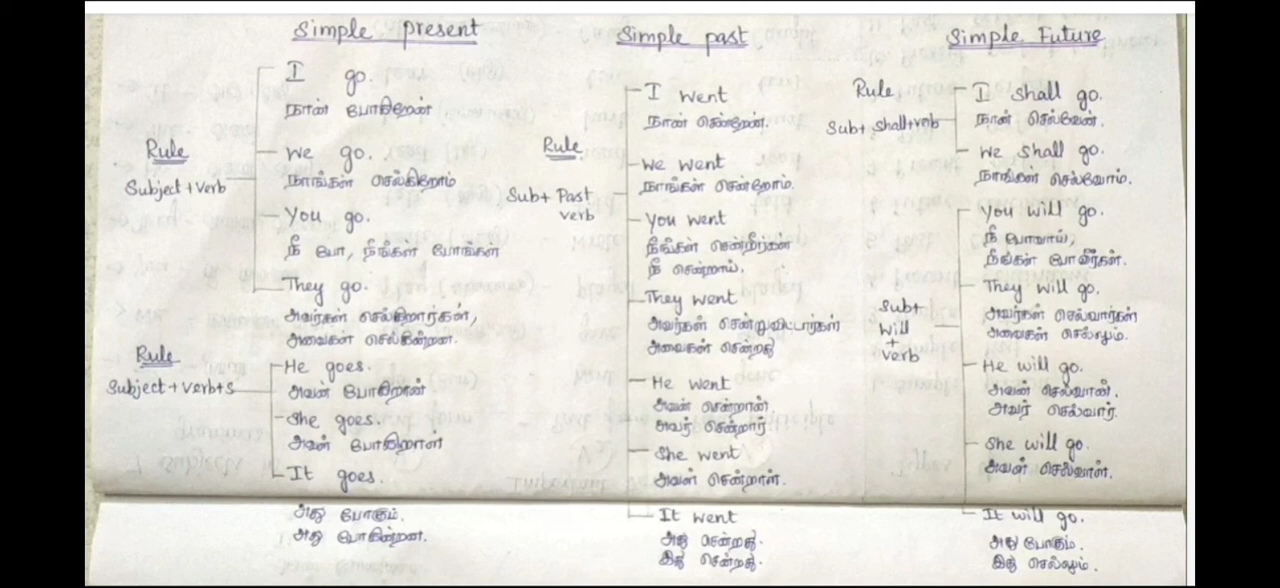 Simple present
I go.
நான் போகிறேன்
we go.
நாங்கள் செல்கிறோம்
Rule
Subject + verb
You go.
நீ போ, நீங்கள் போங்கள்
They go.
அவர்கள் செல்கிறார்கள்,
அவைகள் செல்கின்றன.
Rule
Subject + verb + s
He goes.
அவன் போகிறான்
She goes.
அவள் போகிறாள்
It goes.
அது போகும்.
அது போகின்றன.
Simple past
I went
நான் சென்றேன்.
Rule
Sub + Past
verb
we went
நாங்கள் சென்றோம்.
You went
நீங்கள் சென்றீர்கள்
நீ சென்றாய்.
They went
அவர்கள் சென்றுவிட்டார்கள்
அவைகள் சென்றது
He went
அவன் சென்றான்
அவர் சென்றார்
She went
அவள் சென்றாள்.
It went
அது சென்றது.
இது சென்றது.
Simple Future
Rule
Sub + shall + verb
I shall go.
நான் செல்வேன்.
we shall go.
நாங்கள் செல்வோம்.
You will go.
நீ போவாய்,
நீங்கள் போவீர்கள்.
They will go.
அவர்கள் செல்வார்கள்
அவைகள் செல்லும்.
Sub +
will
+
verb
He will go.
அவன் செல்வான்.
அவர் செல்வார்.
She will go.
அவள் செல்வாள்.
It will go.
அது போகும்.
இது செல்லும்.